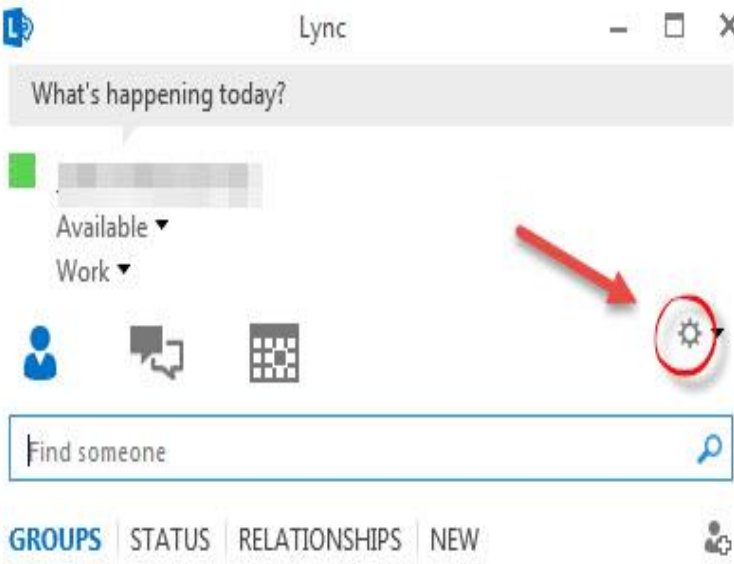 Lync
What's happening today?
Available
Work
Find someone
GROUPS STATUS RELATIONSHIPS NEW